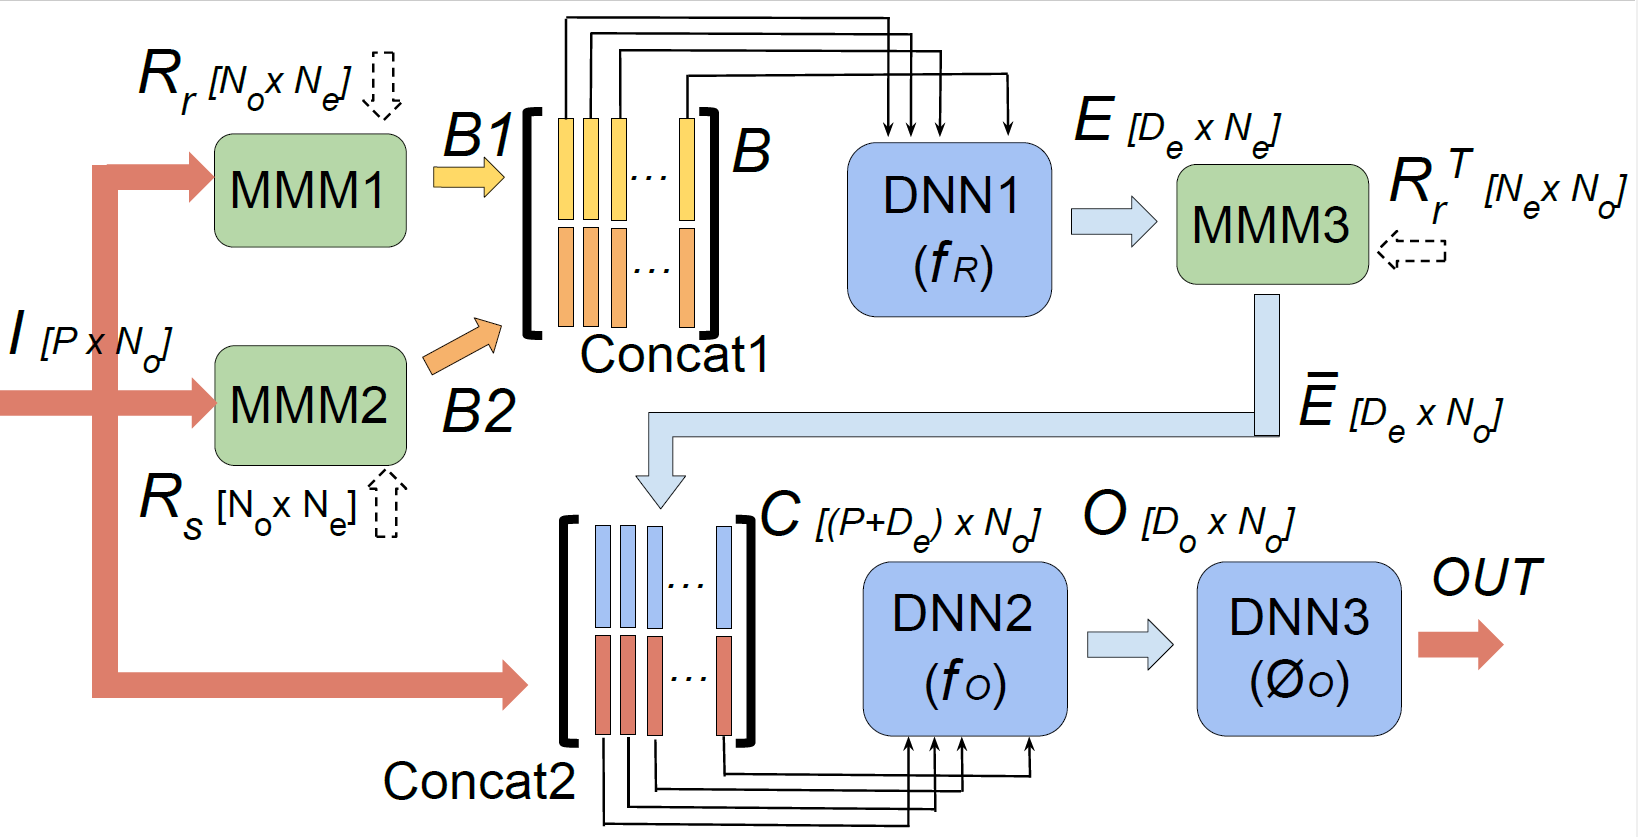 R_r [N_o x N_e]
MMM1
B1
... 
...
B
Concat1
DNN1
(f_R)
E [D_e x N_e]
MMM3
R_r^T [N_e x N_o]
I [P x N_o]
MMM2
B2
R_s [N_o x N_e]
E̅ [D_e x N_o]
...
...
Concat2
C [(P+D_e) x N_o]
DNN2
(f_O)
O [D_o x N_o]
DNN3
(Ø_O)
OUT